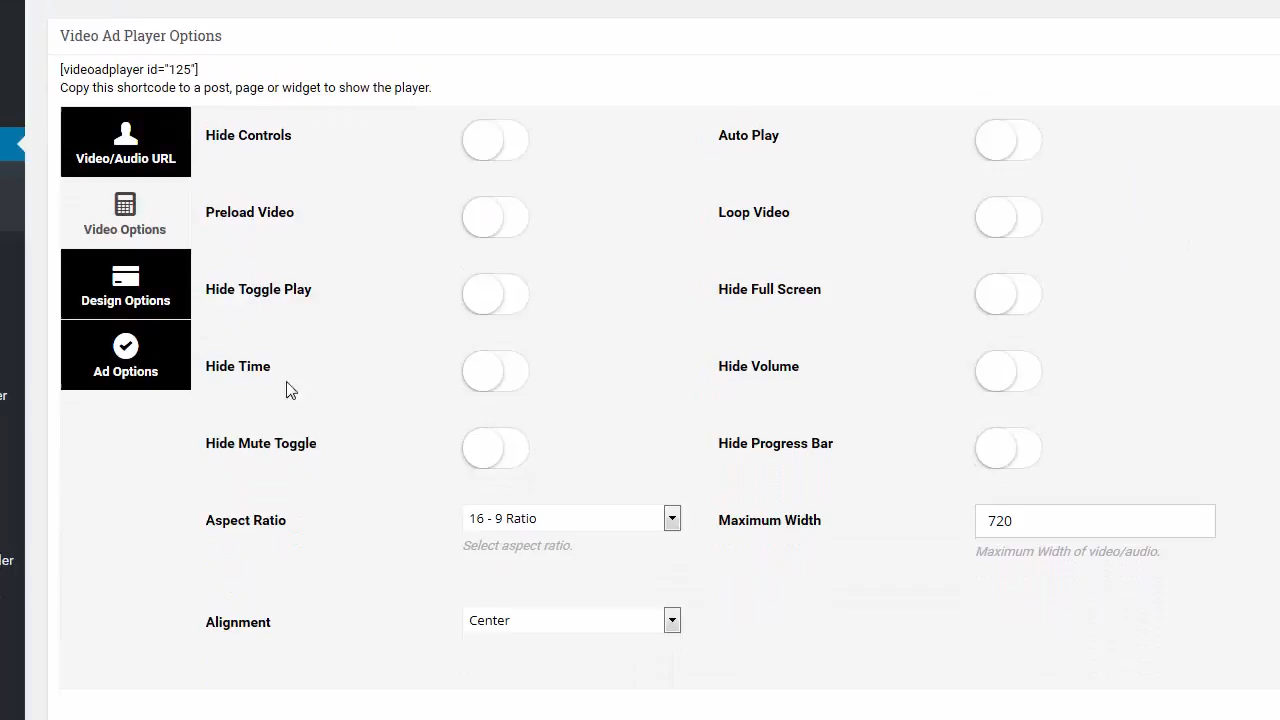 Video Ad Player Options
[videoadplayer id="125"]
Copy this shortcode to a post, page or widget to show the player.
Video/Audio URL
Video Options
Design Options
Ad Options
Hide Controls
Auto Play
Preload Video
Loop Video
Hide Toggle Play
Hide Full Screen
Hide Time
Hide Volume
Hide Mute Toggle
Hide Progress Bar
Aspect Ratio
16 - 9 Ratio
Select aspect ratio.
Maximum Width
720
Maximum Width of video/audio.
Alignment
Center
er
der